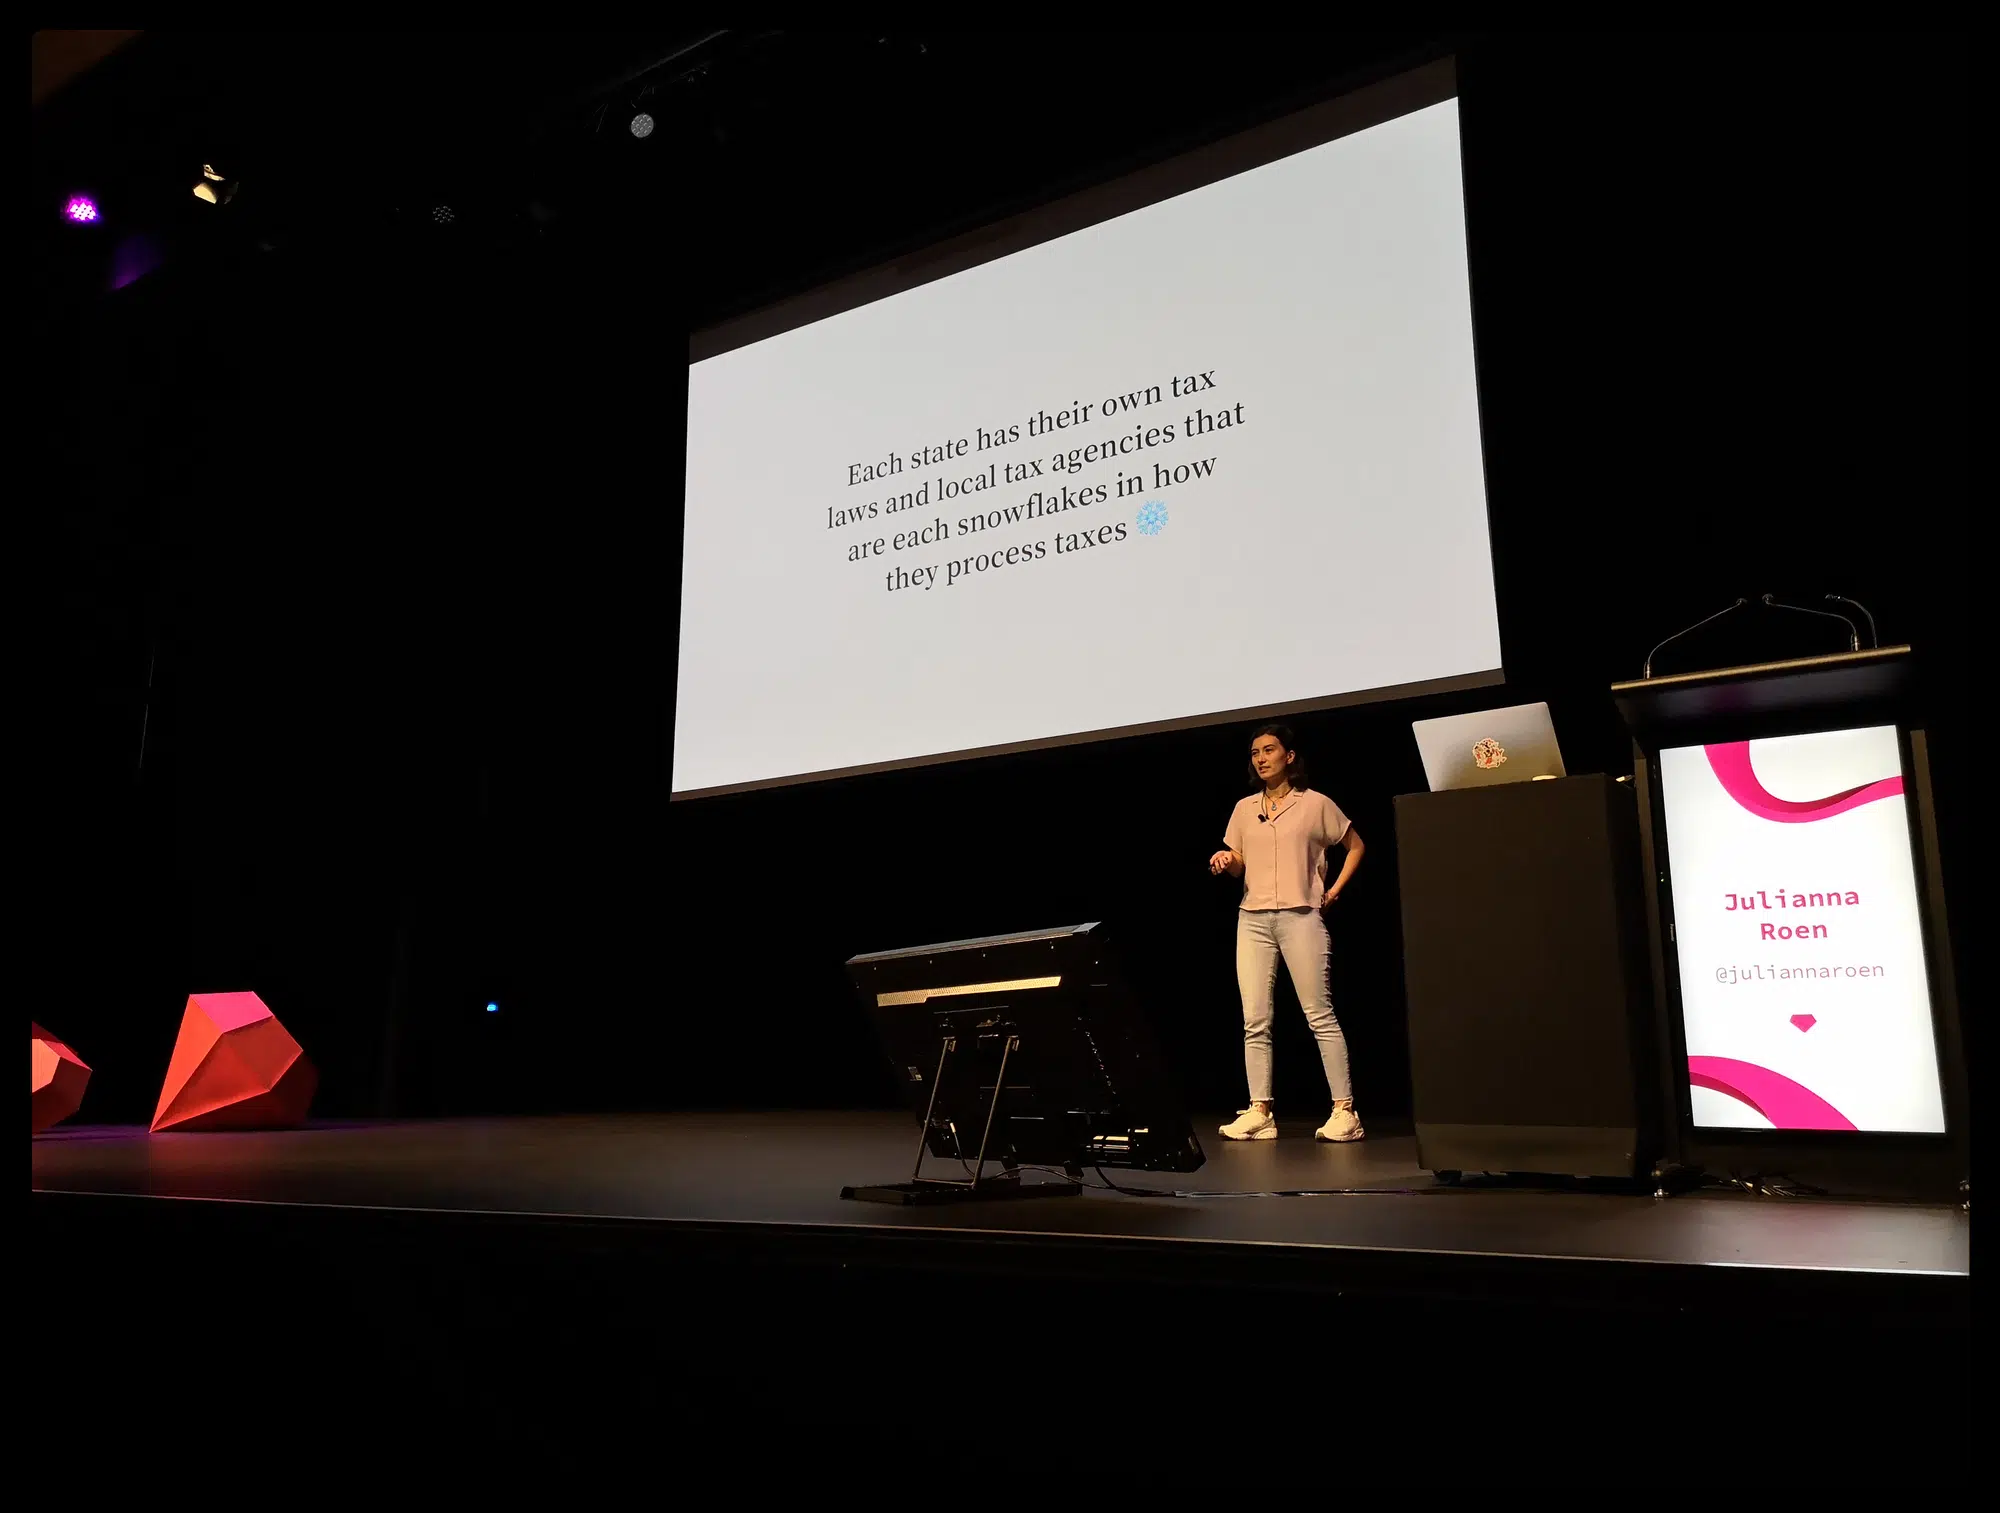 Each state has their own tax
laws and local tax agencies that
are each snowflakes in how
they process taxes ❄️
Julianna
Roen
@juliannaroen